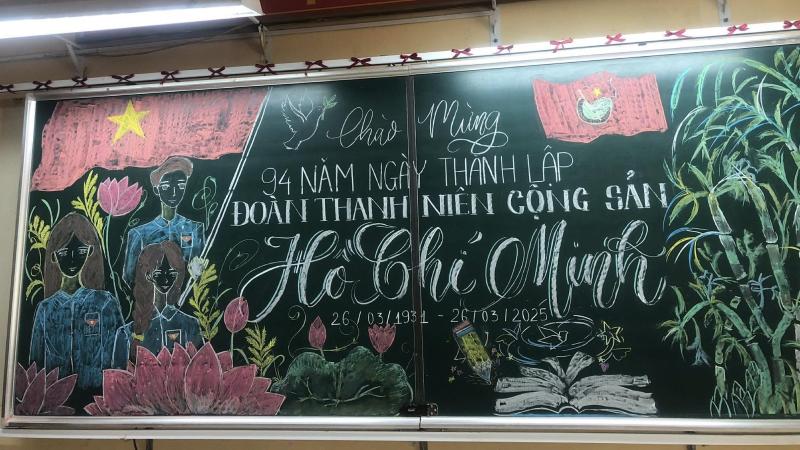 Chào Mừng
94 NĂM NGÀY THÀNH LẬP
ĐOÀN THANH NIÊN CỘNG SẢN
Hồ Chí Minh
26/03/1931 - 26/03/2025